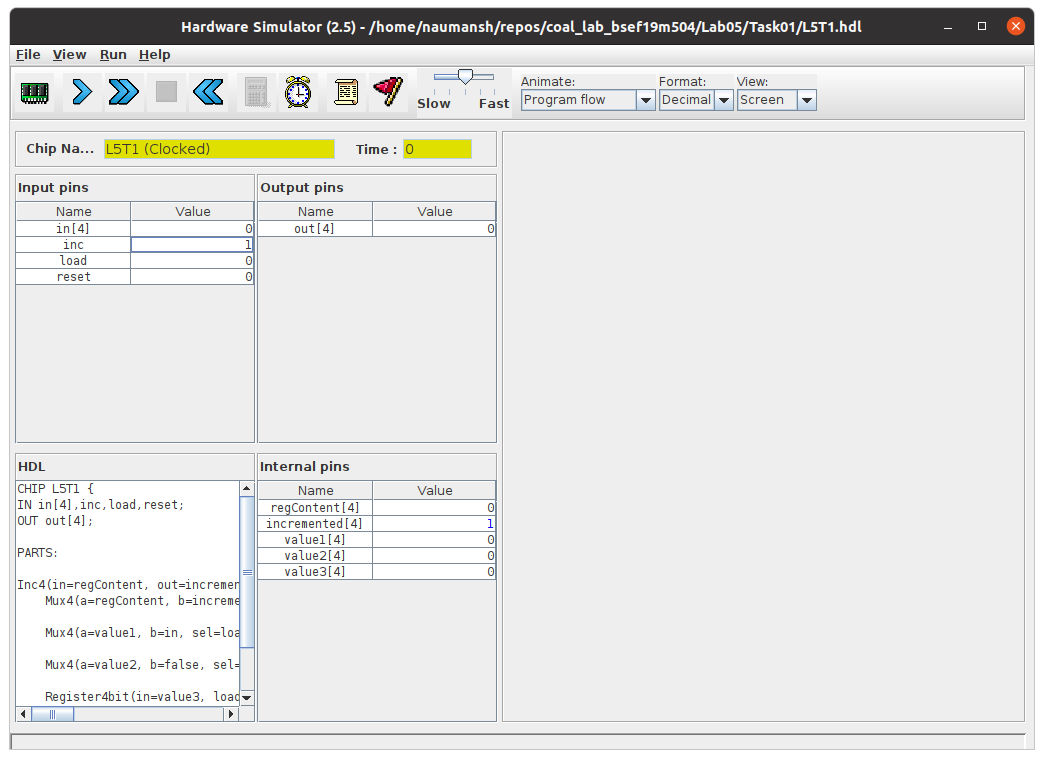 Hardware Simulator (2.5) - /home/naumansh/repos/coal_lab_bsef19m504/Lab05/Task01/L5T1.hdl
File View Run Help
Slow Fast
Animate: Format: View:
Program flow Decimal Screen
Chip Na... L5T1 (Clocked) Time : 0
Input pins
Name Value
in[4] 0
inc 1
load 0
reset 0
Output pins
Name Value
out[4] 0
HDL
CHIP L5T1 {
IN in[4],inc,load,reset;
OUT out[4];
PARTS:
Inc4(in=regContent, out=incremen
Mux4(a=regContent, b=increme
Mux4(a=value1, b=in, sel=loa
Mux4(a=value2, b=false, sel=
Register4bit(in=value3, load
Internal pins
Name Value
regContent[4] 0
incremented[4] 1
value1[4] 0
value2[4] 0
value3[4] 0